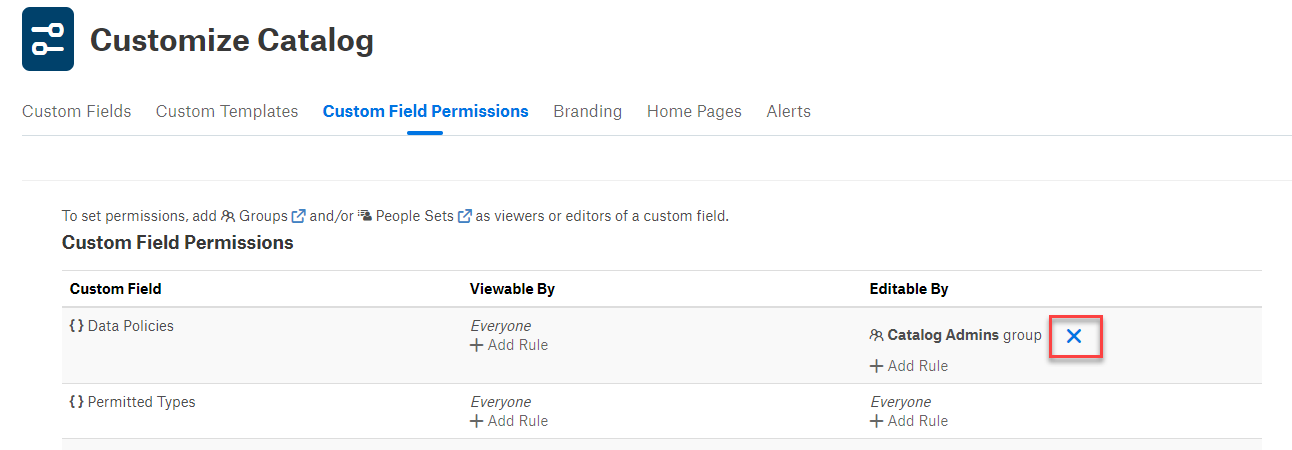 Customize Catalog
Custom Fields Custom Templates Custom Field Permissions Branding Home Pages Alerts
To set permissions, add Groups and/or People Sets as viewers or editors of a custom field.
Custom Field Permissions
Custom Field Viewable By Editable By
{} Data Policies
Everyone
+ Add Rule
Catalog Admins group
+ Add Rule
{} Permitted Types
Everyone
+ Add Rule
Everyone
+ Add Rule